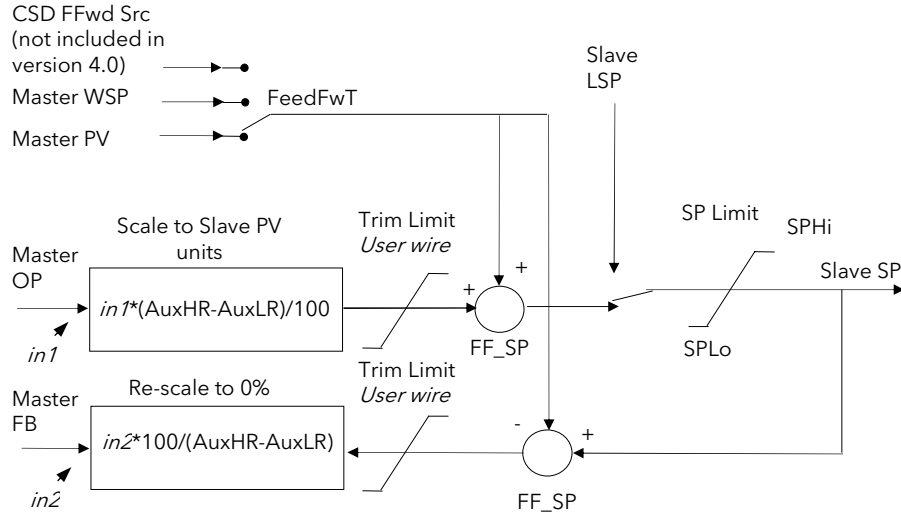 CSD FFwd Src
(not included in
version 4.0)
Master WSP
Master PV
FeedFwT
Slave
LSP
Scale to Slave PV
units
Trim Limit
User wire
SP Limit
SPHi
Master
OP
in1*(AuxHR-AuxLR)/100
+
+
Slave SP
in1
FF_SP
SPLo
Re-scale to 0%
Trim Limit
User wire
Master
FB
in2*100/(AuxHR-AuxLR)
-
+
in2
FF_SP